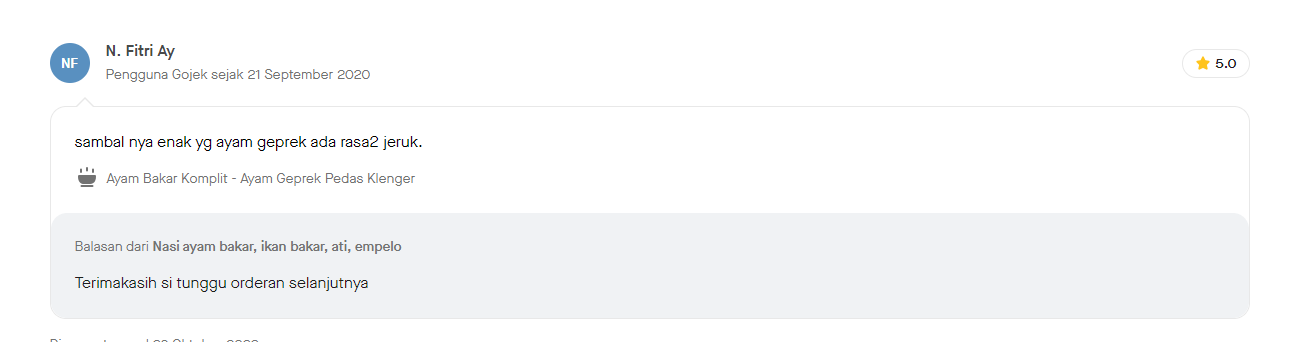 NF
N. Fitri Ay
Pengguna Gojek sejak 21 September 2020
5.0
sambal nya enak yg ayam geprek ada rasa2 jeruk.
Ayam Bakar Komplit - Ayam Geprek Pedas Klenger
Balasan dari Nasi ayam bakar, ikan bakar, ati, empelo
Terimakasih si tunggu orderan selanjutnya